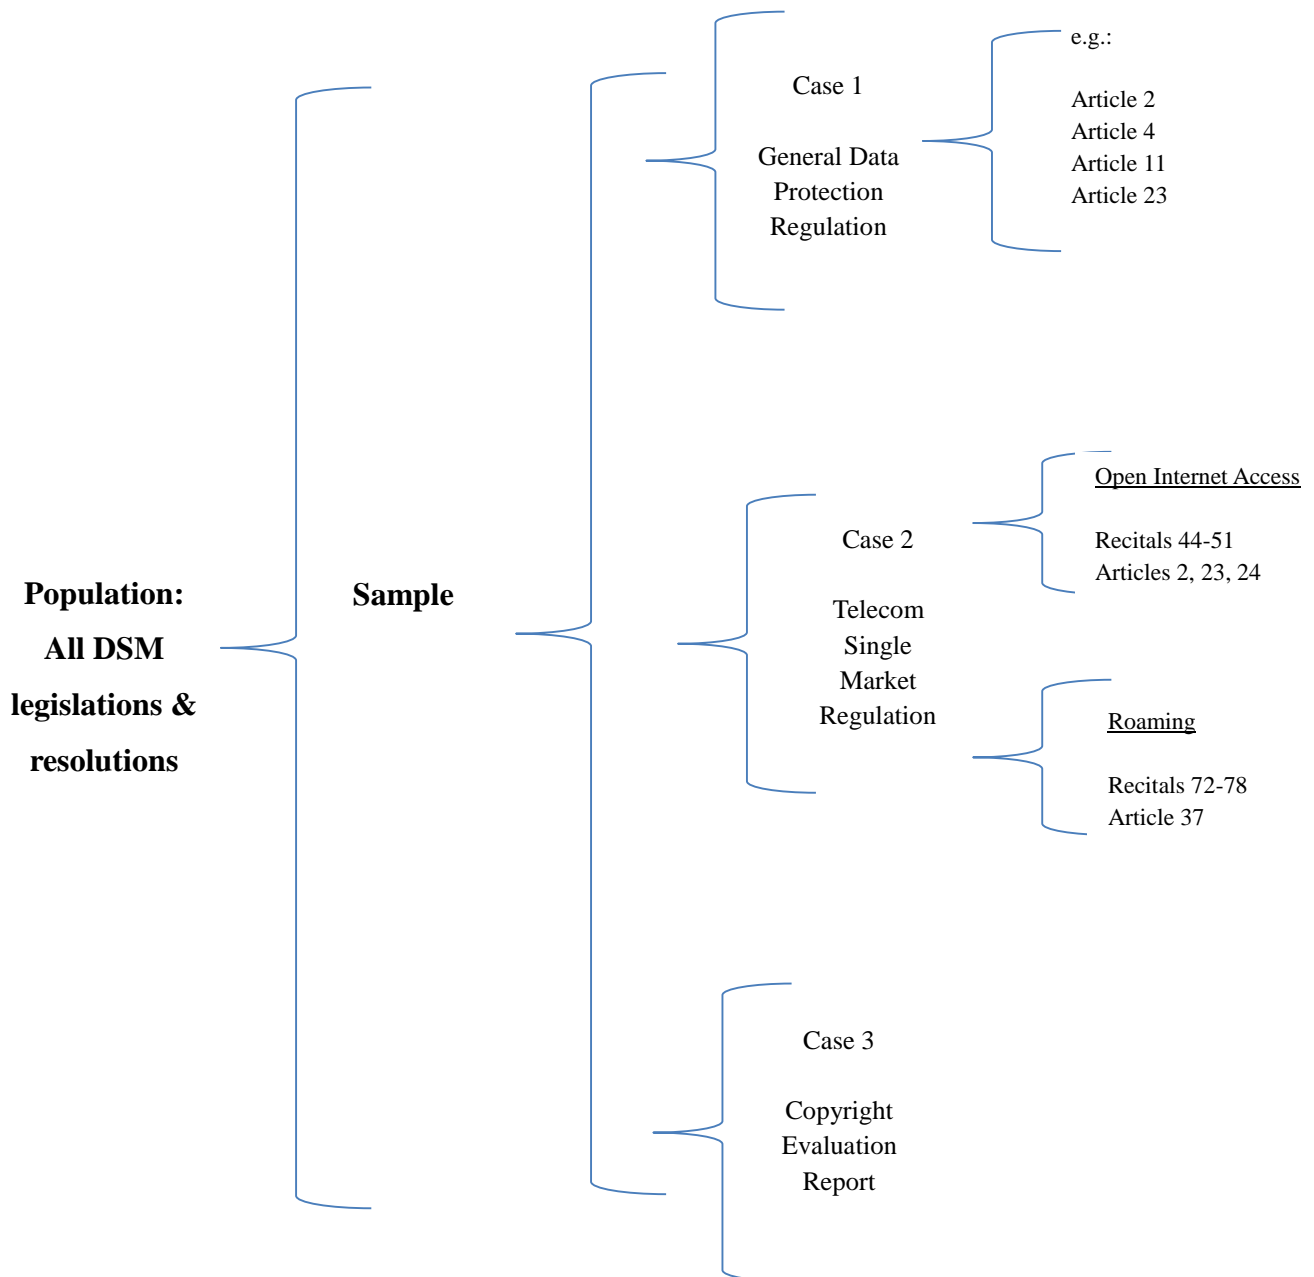 Population:
All DSM
legislations &
resolutions
Sample
Case 1
General Data
Protection
Regulation
e.g.:
Article 2
Article 4
Article 11
Article 23
Case 2
Telecom
Single
Market
Regulation
Open Internet Access
Recitals 44-51
Articles 2, 23, 24
Roaming
Recitals 72-78
Article 37
Case 3
Copyright
Evaluation
Report